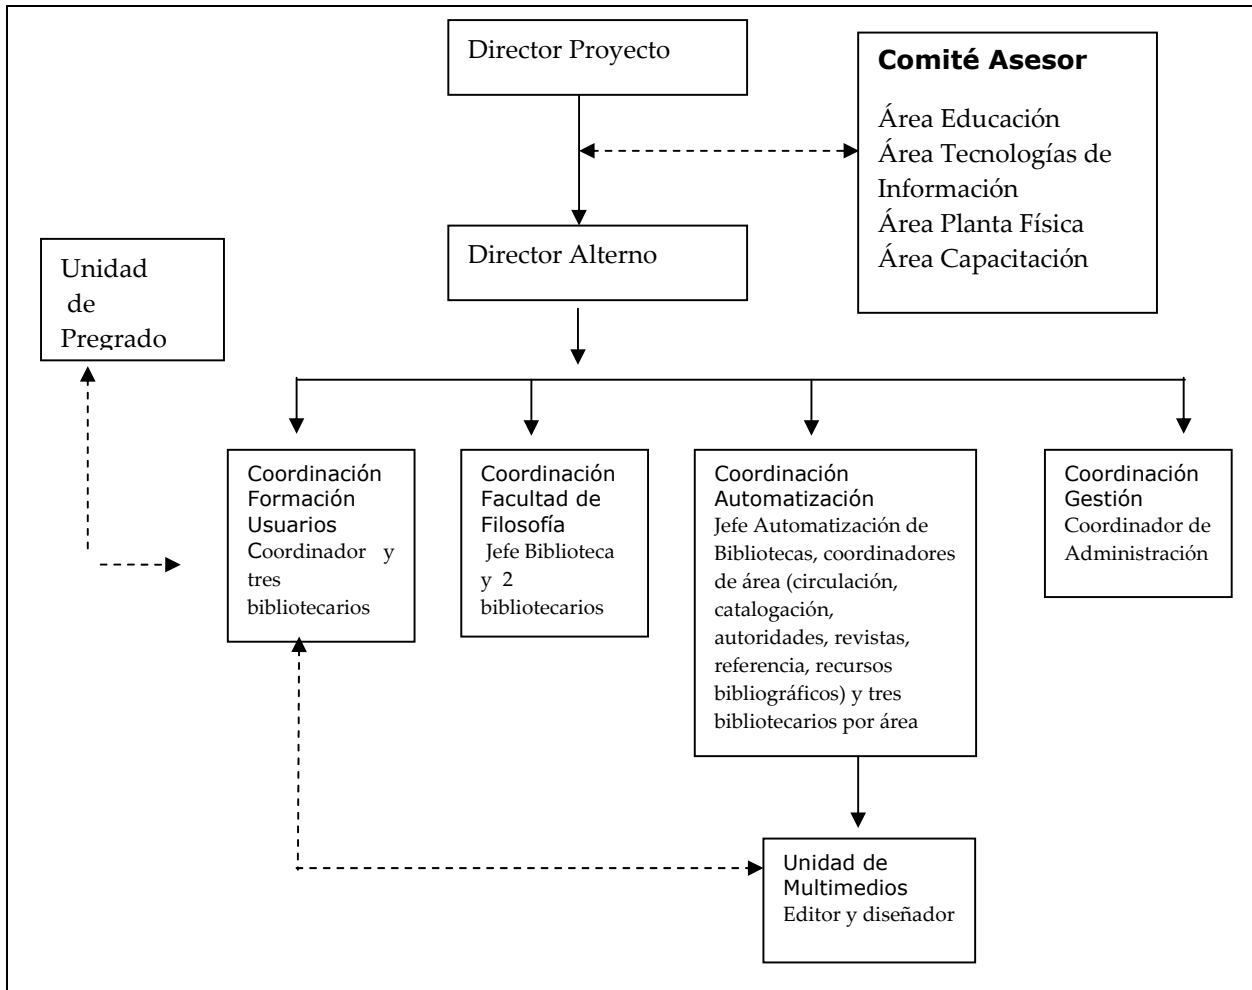 Director Proyecto
Comité Asesor
Área Educación
Área Tecnologías de
Información
Área Planta Física
Área Capacitación
Director Alterno
Unidad
de
Pregrado
Coordinación
Formación
Usuarios
Coordinador y
tres
bibliotecarios
Coordinación
Facultad de
Filosofía
Jefe Biblioteca
y 2
bibliotecarios
Coordinación
Automatización
Jefe Automatización de
Bibliotecas, coordinadores
de área (circulación,
catalogación,
autoridades, revistas,
referencia, recursos
bibliográficos) y tres
bibliotecarios por área
Coordinación
Gestión
Coordinador de
Administración
Unidad de
Multimedios
Editor y diseñador